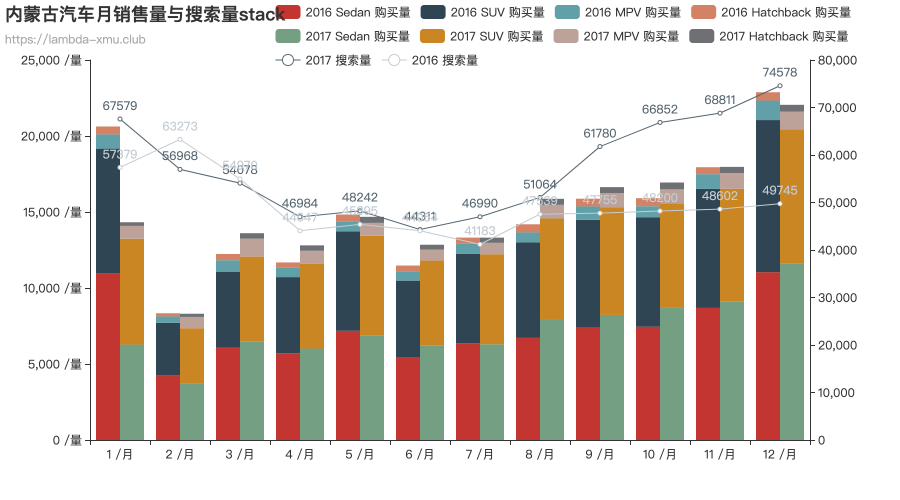 内蒙古汽车月销售量与搜索量stack
https://lambda-xmu.club
2016 Sedan 购买量 2016 SUV 购买量 2016 MPV 购买量 2016 Hatchback 购买量
2017 Sedan 购买量 2017 SUV 购买量 2017 MPV 购买量 2017 Hatchback 购买量
2017 搜索量 2016 搜索量
25,000 /量
20,000 /量
15,000 /量
10,000 /量
5,000 /量
0 /量
80,000
70,000
60,000
50,000
40,000
30,000
20,000
10,000
0
67579
56968
54078
46984
48242
44311
46990
51064
61780
66852
68811
74578
57379
63273
41183
47755
48200
48602
49745
1 /月 2 /月 3 /月 4 /月 5 /月 6 /月 7 /月 8 /月 9 /月 10 /月 11 /月 12 /月